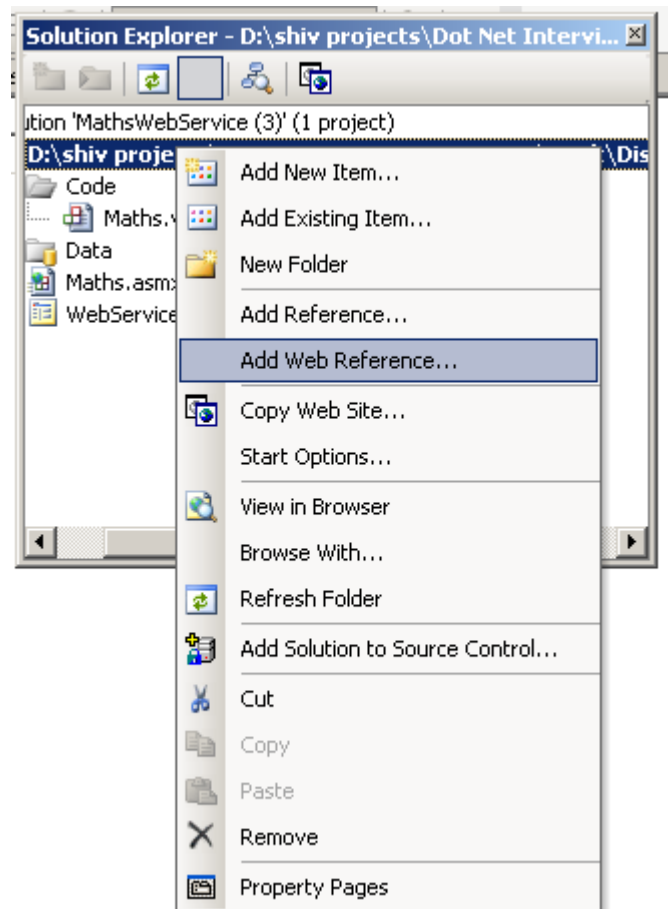 Solution Explorer - D:\shiv projects\Dot Net Intervi...
ution 'MathsWebService (3)' (1 project)
D:\shiv proje \Dis
Code
Maths.v
Data
Maths.asmx
WebService
Add New Item...
Add Existing Item...
New Folder
Add Reference...
Add Web Reference...
Copy Web Site...
Start Options...
View in Browser
Browse With...
Refresh Folder
Add Solution to Source Control...
Cut
Copy
Paste
Remove
Property Pages